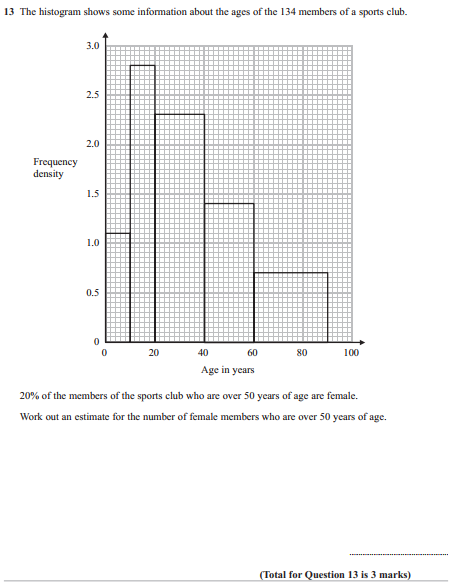 13 The histogram shows some information about the ages of the 134 members of a sports club.
3.0
2.5
2.0
Frequency
density
1.5
1.0
0.5
0
0 20 40 60 80 100
Age in years
20% of the members of the sports club who are over 50 years of age are female.
Work out an estimate for the number of female members who are over 50 years of age.
(Total for Question 13 is 3 marks)